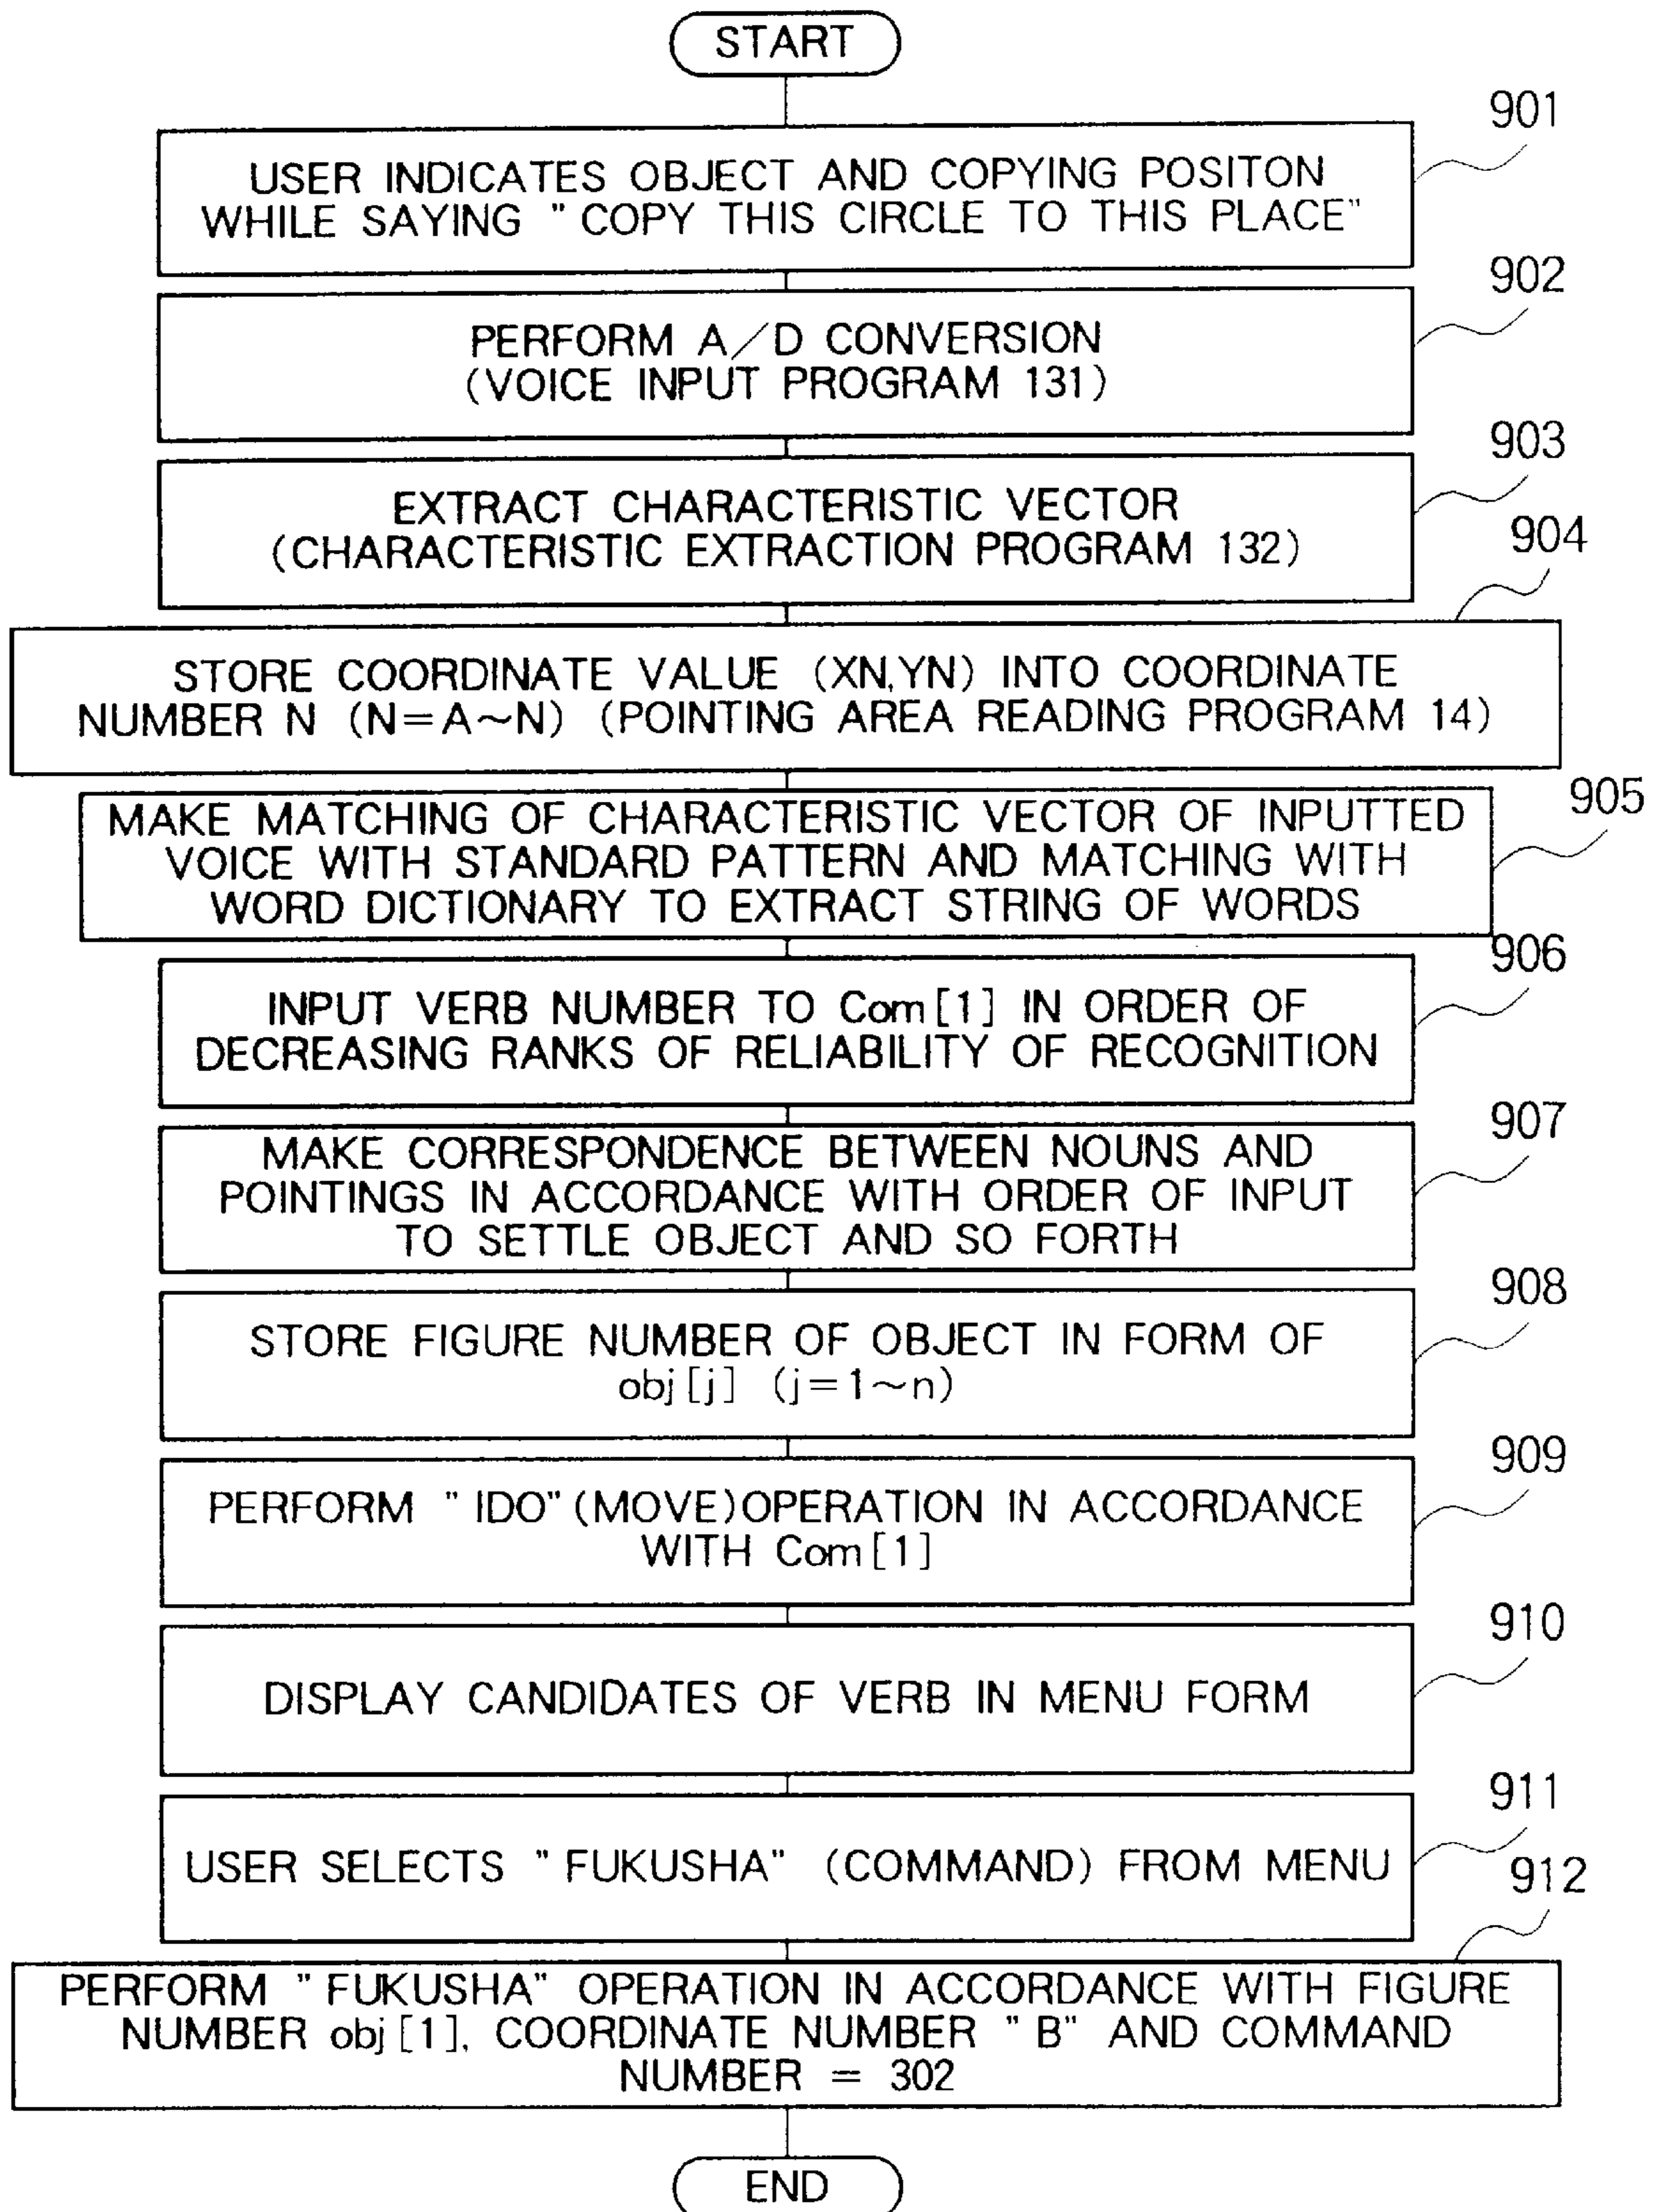 START
901
USER INDICATES OBJECT AND COPYING POSITON
WHILE SAYING " COPY THIS CIRCLE TO THIS PLACE"
902
PERFORM A/D CONVERSION
(VOICE INPUT PROGRAM 131)
903
EXTRACT CHARACTERISTIC VECTOR
(CHARACTERISTIC EXTRACTION PROGRAM 132)
904
STORE COORDINATE VALUE (XN,YN) INTO COORDINATE
NUMBER N (N=A~N) (POINTING AREA READING PROGRAM 14)
905
MAKE MATCHING OF CHARACTERISTIC VECTOR OF INPUTTED
VOICE WITH STANDARD PATTERN AND MATCHING WITH
WORD DICTIONARY TO EXTRACT STRING OF WORDS
906
INPUT VERB NUMBER TO Com[1] IN ORDER OF
DECREASING RANKS OF RELIABILITY OF RECOGNITION
907
MAKE CORRESPONDENCE BETWEEN NOUNS AND
POINTINGS IN ACCORDANCE WITH ORDER OF INPUT
TO SETTLE OBJECT AND SO FORTH
908
STORE FIGURE NUMBER OF OBJECT IN FORM OF
obj[j] (j=1~n)
909
PERFORM " IDO"(MOVE)OPERATION IN ACCORDANCE
WITH Com[1]
910
DISPLAY CANDIDATES OF VERB IN MENU FORM
911
USER SELECTS " FUKUSHA" (COMMAND) FROM MENU
912
PERFORM " FUKUSHA" OPERATION IN ACCORDANCE WITH FIGURE
NUMBER obj[1], COORDINATE NUMBER " B" AND COMMAND
NUMBER = 302
END